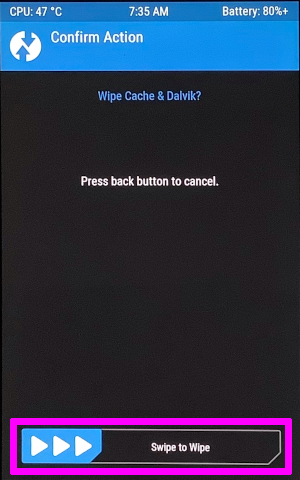 CPU: 47 °C 7:35 AM Battery: 80%+
Confirm Action
Wipe Cache & Dalvik?
Press back button to cancel.
Swipe to Wipe